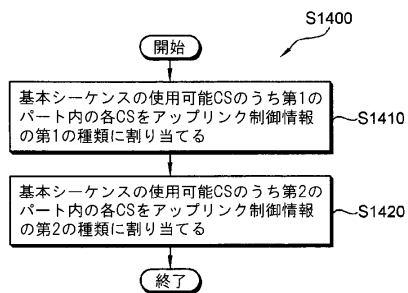 S1400
開始
基本シーケンスの使用可能CSのうち第1の
パート内の各CSをアップリンク制御情報
の第1の種類に割り当てる
S1410
基本シーケンスの使用可能CSのうち第2の
パート内の各CSをアップリンク制御情報
の第2の種類に割り当てる
S1420
終了